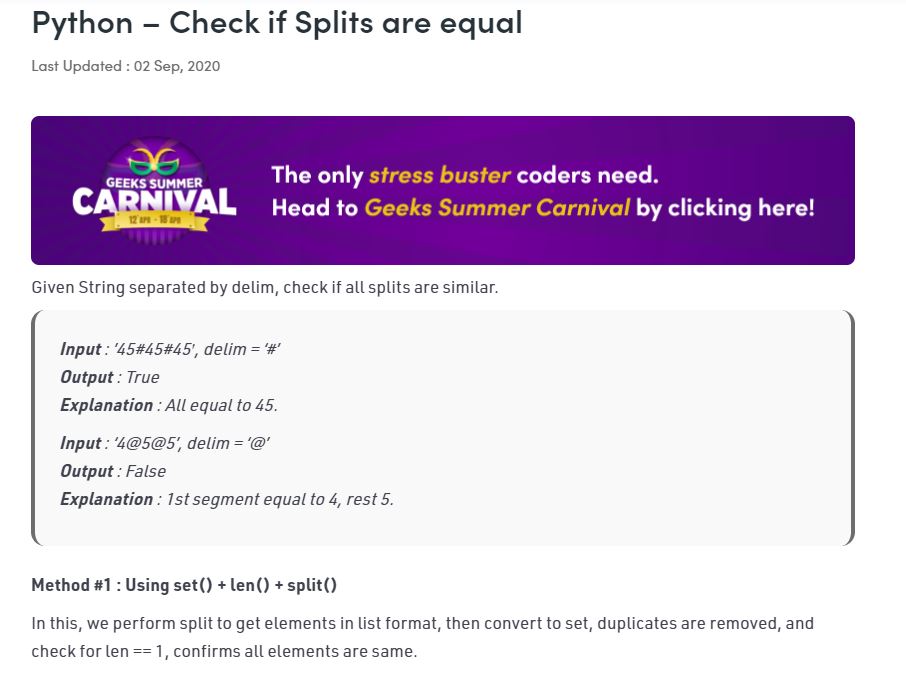 Python – Check if Splits are equal
Last Updated : 02 Sep, 2020
GEEKS SUMMER
CARNIVAL
12 APR - 18 APR
The only stress buster coders need.
Head to Geeks Summer Carnival by clicking here!
Given String separated by delim, check if all splits are similar.
Input : ‘45#45#45′, delim = ‘#’
Output : True
Explanation : All equal to 45.
Input : ‘4@5@5’, delim = ‘@’
Output : False
Explanation : 1st segment equal to 4, rest 5.
Method #1 : Using set() + len() + split()
In this, we perform split to get elements in list format, then convert to set, duplicates are removed, and
check for len == 1, confirms all elements are same.